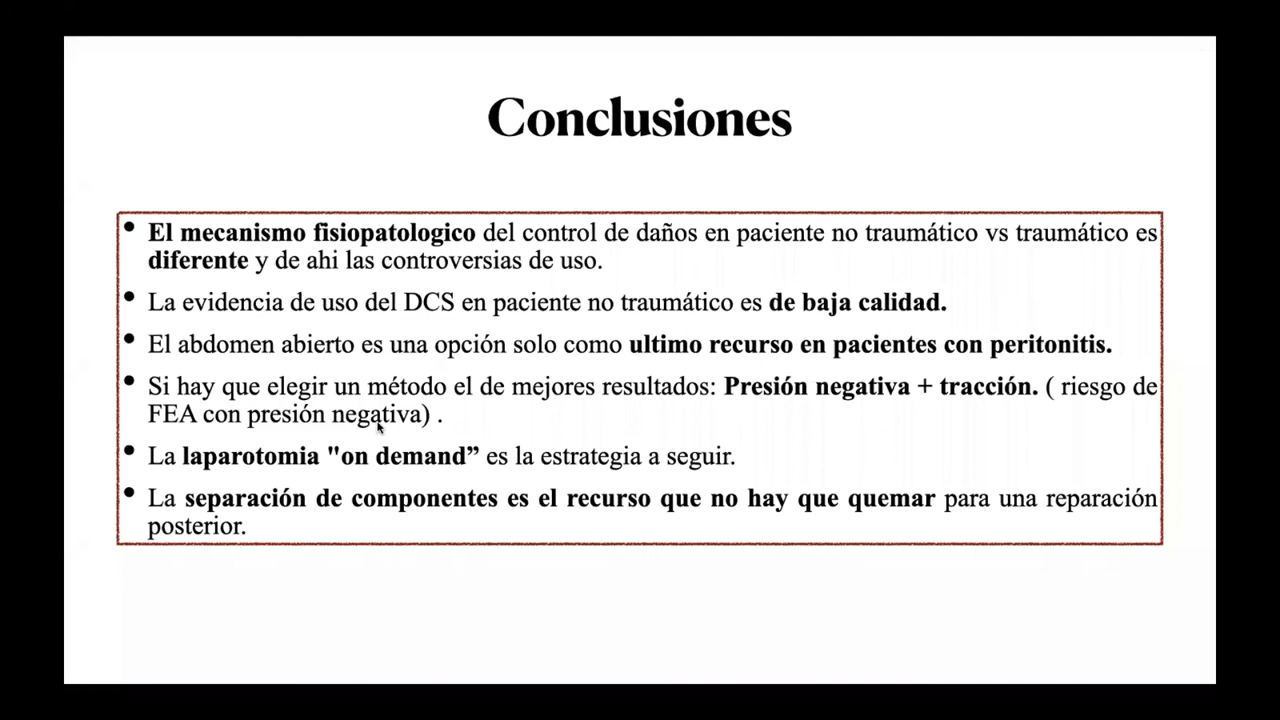 Conclusiones
• El mecanismo fisiopatologico del control de daños en paciente no traumático vs traumático es
diferente y de ahi las controversias de uso.
• La evidencia de uso del DCS en paciente no traumático es de baja calidad.
• El abdomen abierto es una opción solo como ultimo recurso en pacientes con peritonitis.
• Si hay que elegir un método el de mejores resultados: Presión negativa + tracción. ( riesgo de
FEA con presión negativa) .
• La laparotomia "on demand” es la estrategia a seguir.
• La separación de componentes es el recurso que no hay que quemar para una reparación
posterior.